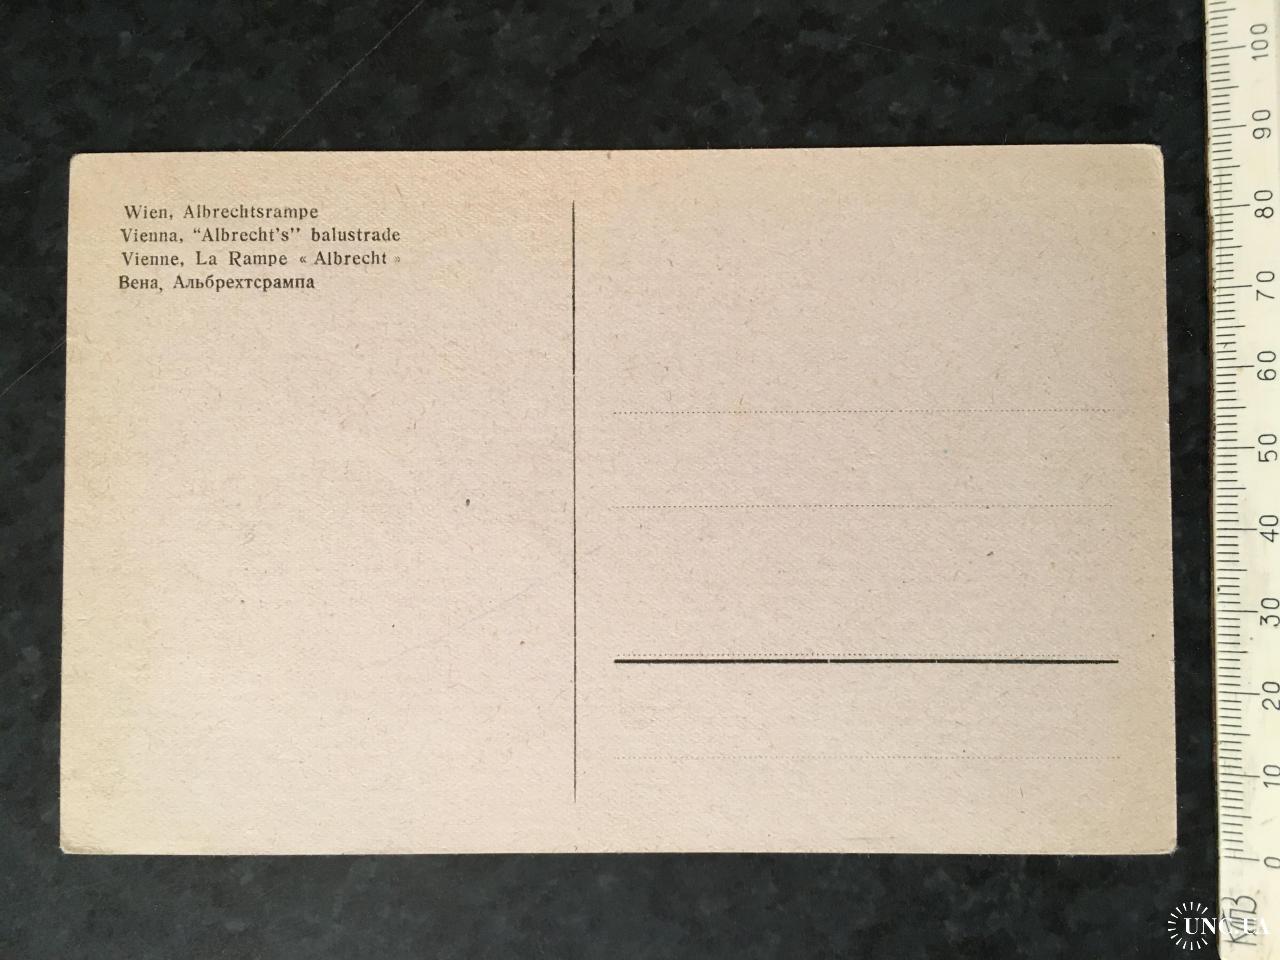 Wien, Albrechtsrampe
Vienna, “Albrecht's” balustrade
Vienne, La Rampe « Albrecht »
Вена, Альбрехтсрампа
100
90
80
70
60
50
40
30
20
10
0
UNC.UA